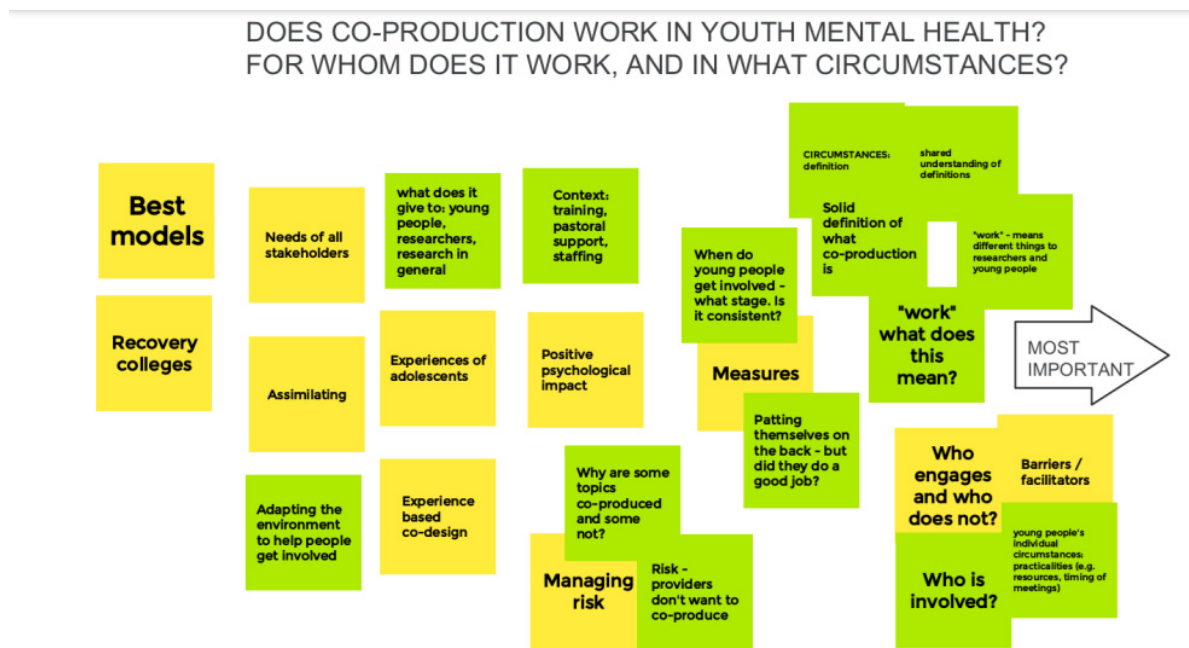 DOES CO-PRODUCTION WORK IN YOUTH MENTAL HEALTH?
FOR WHOM DOES IT WORK, AND IN WHAT CIRCUMSTANCES?
Best
models
Recovery
colleges
Needs of all
stakeholders
Assimilating
Adapting the
environment
to help people
get involved
what does it
give to: young
people,
researchers,
research in
general
Experiences of
adolescents
Experience
based
co-design
Context:
training,
pastoral
support,
staffing
Positive
psychological
impact
Why are some
topics
co-produced
and some
not?
Managing
risk
Risk -
providers
don't want to
co-produce
When do
young people
get involved -
what stage. Is
it consistent?
Measures
Patting
themselves on
the back - but
did they do a
good job?
CIRCUMSTANCES:
definition
shared
understanding of
definitions
Solid
definition of
what
co-production
is
"work" - means
different things to
researchers and
young people
"work"
what does
this
mean?
MOST
IMPORTANT
Who
engages
and who
does not?
Barriers /
facilitators
Who is
involved?
young people's
individual
circumstances:
practicalities (e.g.
resources, timing of
meetings)